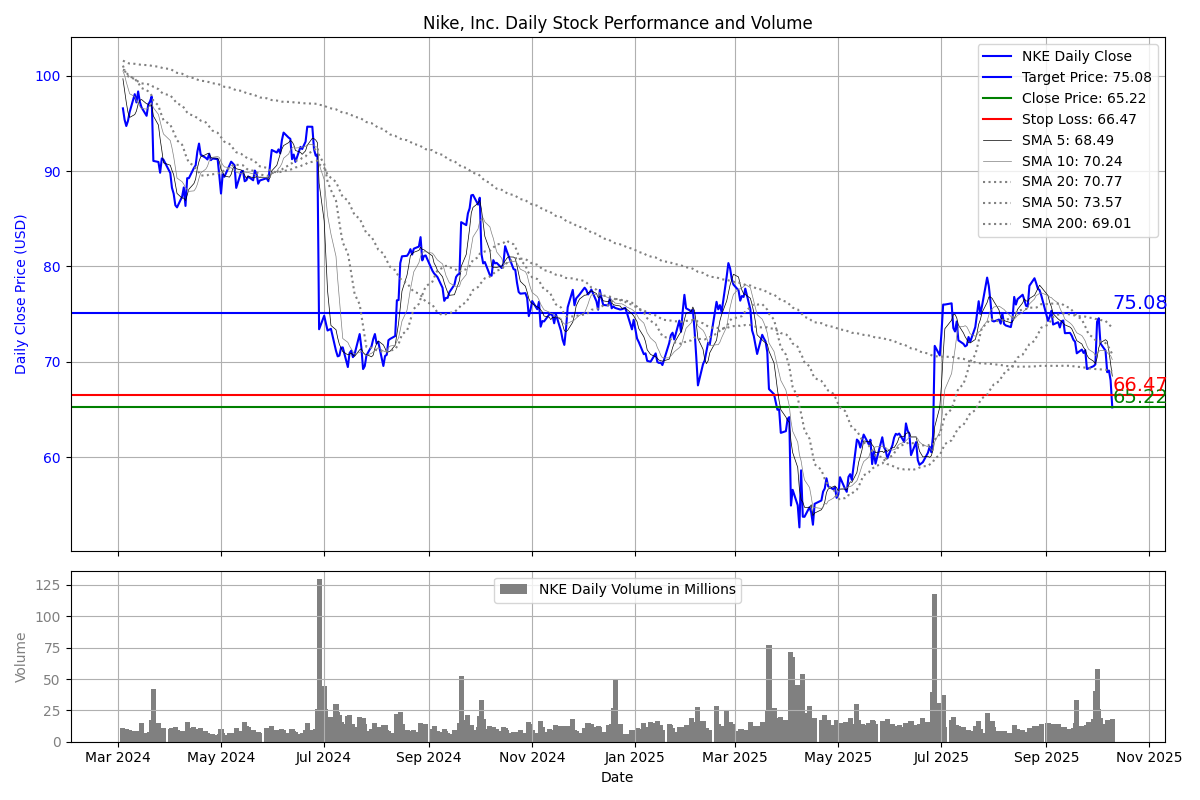 Nike, Inc. Daily Stock Performance and Volume
Daily Close Price (USD)
100
90
80
70
60
NKE Daily Close
Target Price: 75.08
Close Price: 65.22
Stop Loss: 66.47
SMA 5: 68.49
SMA 10: 70.24
SMA 20: 70.77
SMA 50: 73.57
SMA 200: 69.01
75.08
66.47
65.22
Volume
125
100
75
50
25
0
NKE Daily Volume in Millions
Mar 2024 May 2024 Jul 2024 Sep 2024 Nov 2024 Jan 2025 Mar 2025 May 2025 Jul 2025 Sep 2025 Nov 2025
Date